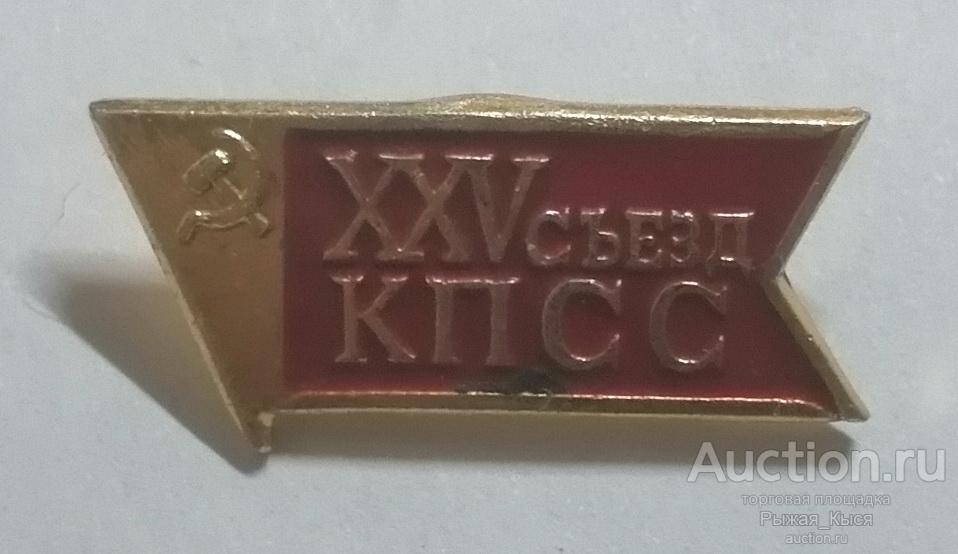 XXV СЪЕЗД
КПСС
Auction.ru
торговая площадка
Рыжая_Кыся
auction.ru